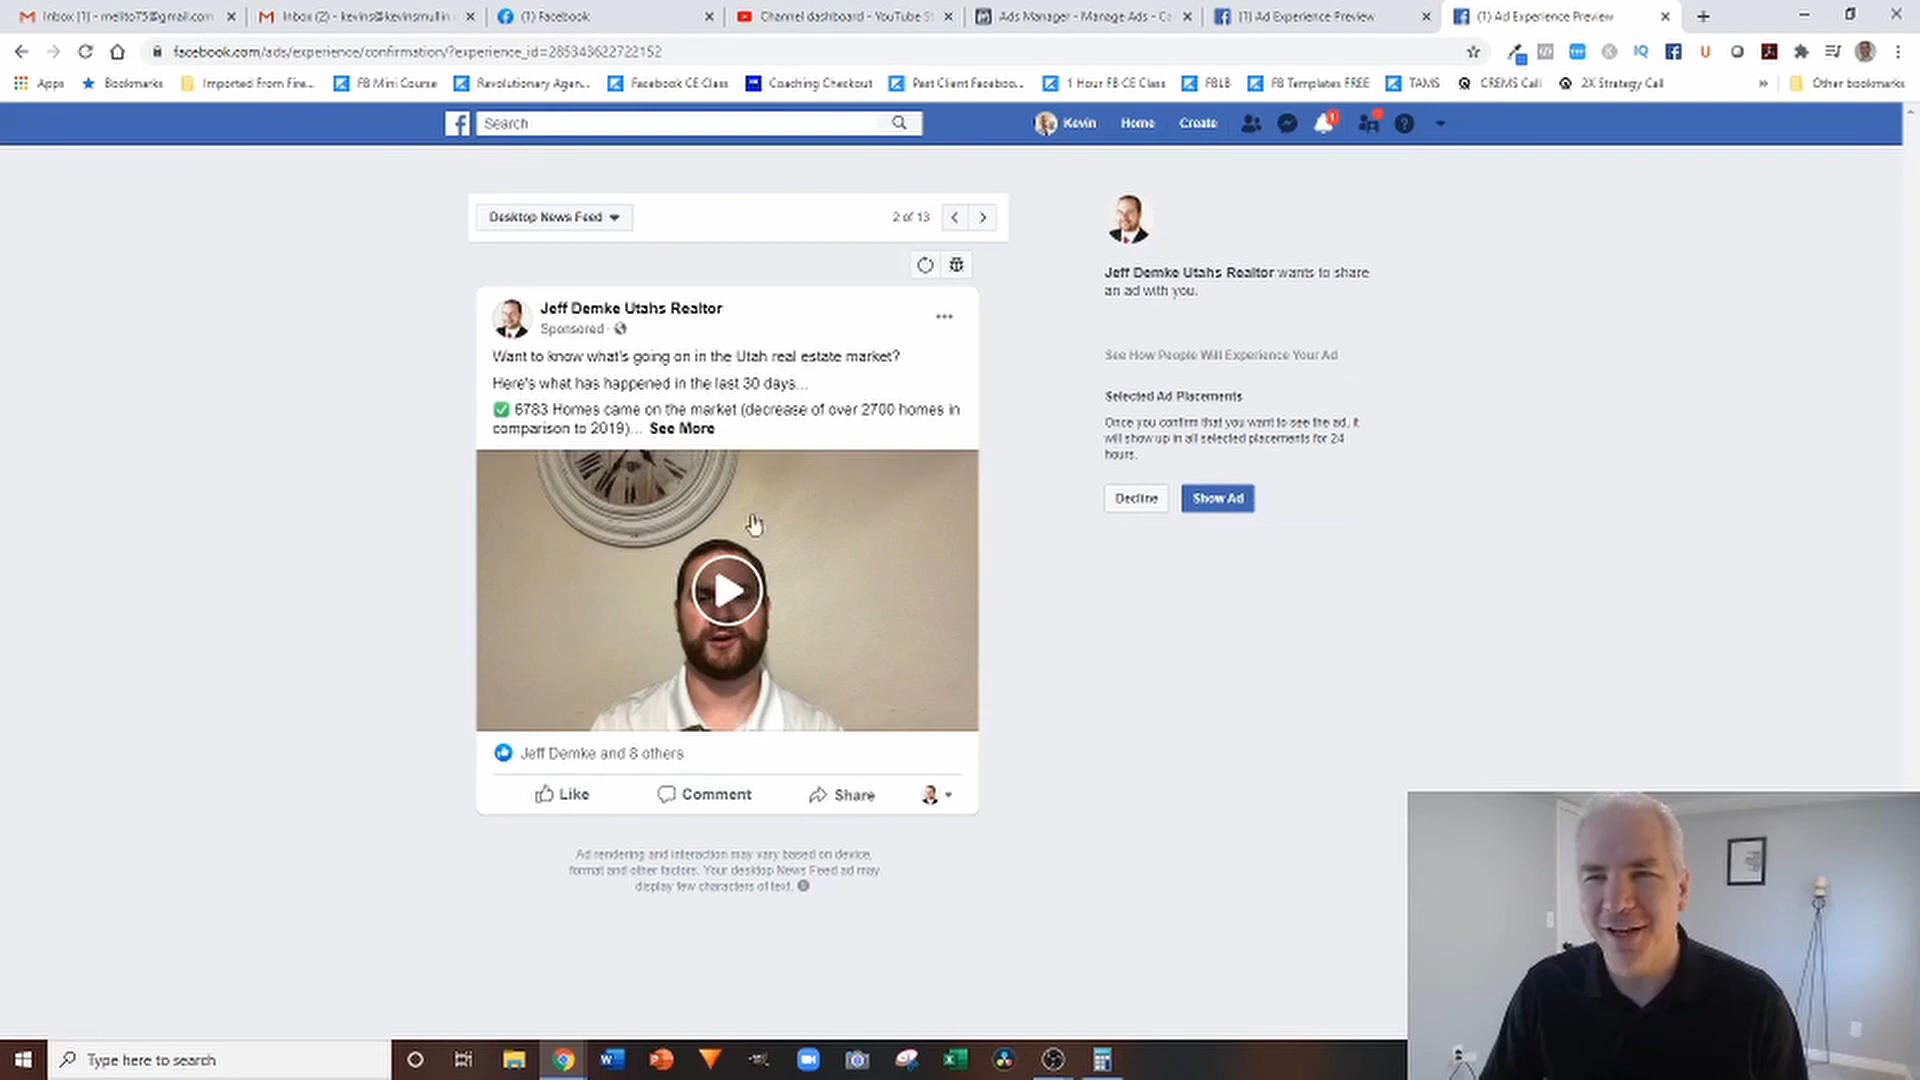 Inbox (1) - melito75@gmail.com
Inbox (2) - kevins@kevinsmullin
(1) Facebook
Channel dashboard - YouTube St
Ads Manager - Manage Ads - Ca
(1) Ad Experience Preview
(1) Ad Experience Preview
facebook.com/ads/experience/confirmation/?experience_id=285343622722152
Apps
Bookmarks
Imported From Fire...
FB Mini Course
Revolutionary Agen...
Facebook CE Class
Coaching Checkout
Past Client Faceboo...
1 Hour FB CE Class
FBLB
FB Templates FREE
TAMS
CREMS Call
2X Strategy Call
»
Other bookmarks
Search
Kevin
Home
Create
1
Desktop News Feed
2 of 13
Jeff Demke Utahs Realtor
Sponsored ·
Want to know what's going on in the Utah real estate market?
Here's what has happened in the last 30 days...
✅ 6783 Homes came on the market (decrease of over 2700 homes in
comparison to 2019)... See More
Jeff Demke and 8 others
Like
Comment
Share
Ad rendering and interaction may vary based on device,
format and other factors. Your desktop News Feed ad may
display few characters of text.
Jeff Demke Utahs Realtor wants to share
an ad with you.
See How People Will Experience Your Ad
Selected Ad Placements
Once you confirm that you want to see the ad, it
will show up in all selected placements for 24
hours.
Decline
Show Ad
Type here to search